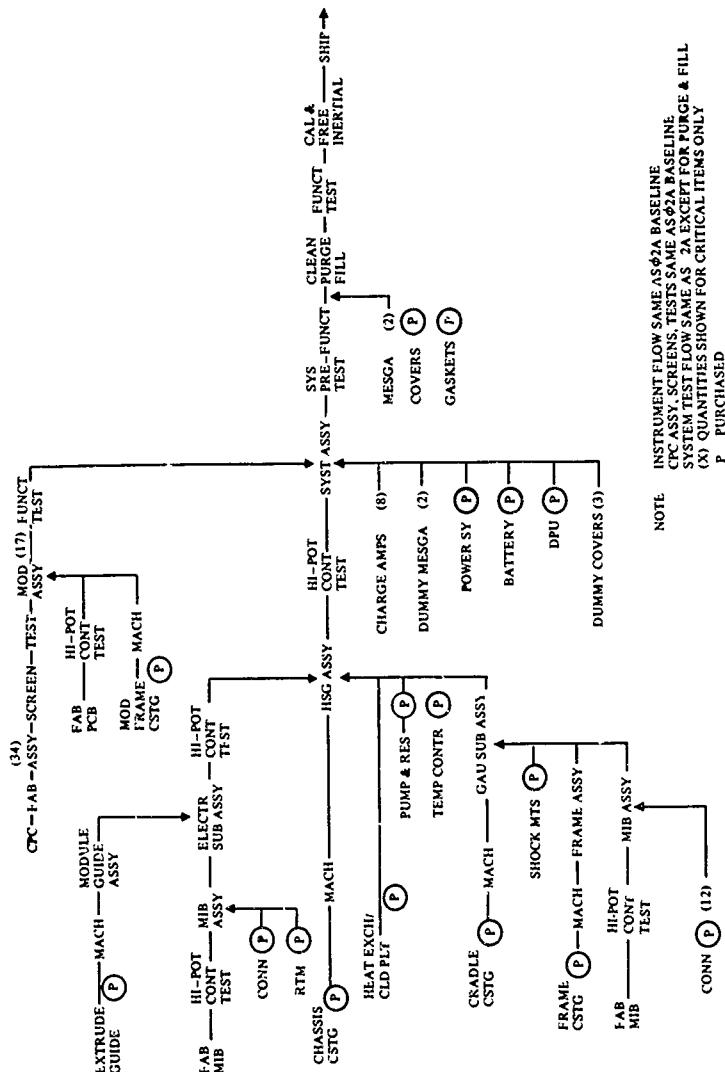 (34)
CPC—FAB—ASSY—SCREEN—TEST—MOD ASSY (17) FUNCT TEST
FAB PCB
HI-POT CONT TEST
MOD FRAME CSTG P
MACH
EXTRUDE GUIDE P
MACH
MODULE GUIDE ASSY
FAB MIB
HI-POT CONT TEST
MIB ASSY
ELECTR SUB ASSY
HI-POT CONT TEST
CONN P
RTM P
CHASSIS CSTG P
MACH
HSG ASSY
HI-POT CONT TEST
SYST ASSY
SYS PRE-FUNCT TEST
CLEAN PURGE FILL
FUNCT TEST
CAL & FREE INERTIAL
SHIP
HEAT EXCH/ CLD PLT P
PUMP & RES P
TEMP CONTR P
CRADLE CSTG P
MACH
GAU SUB ASSY
SHOCK MTS P
FRAME CSTG P
MACH
FRAME ASSY
FAB MIB
HI-POT CONT TEST
MIB ASSY
CONN P (12)
CHARGE AMPS (8)
DUMMY MESGA (2)
POWER SY P
BATTERY P
DPU P
DUMMY COVERS (3)
MESGA (2)
COVERS P
GASKETS P
NOTE INSTRUMENT FLOW SAME AS Φ2A BASELINE
CPC ASSY, SCREENS, TESTS SAME AS Φ2A BASELINE
SYSTEM TEST FLOW SAME AS 2A EXCEPT FOR PURGE & FILL
(X) QUANTITIES SHOWN FOR CRITICAL ITEMS ONLY
P PURCHASED